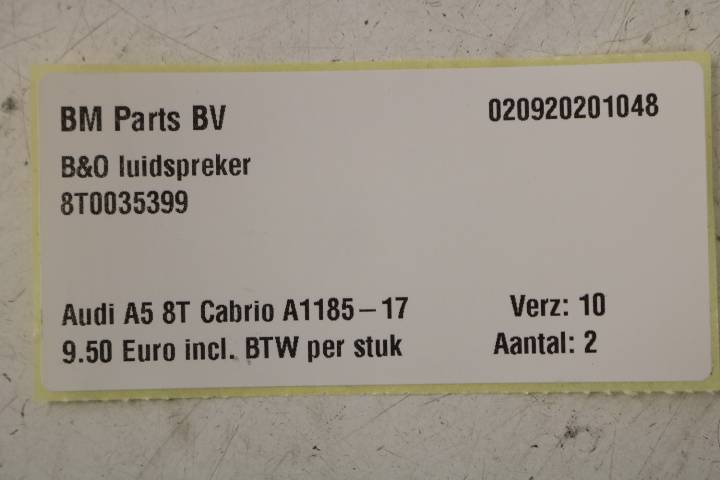 BM Parts BV 020920201048
B&O luidspreker
8T0035399
Audi A5 8T Cabrio A1185–17 Verz: 10
9.50 Euro incl. BTW per stuk Aantal: 2